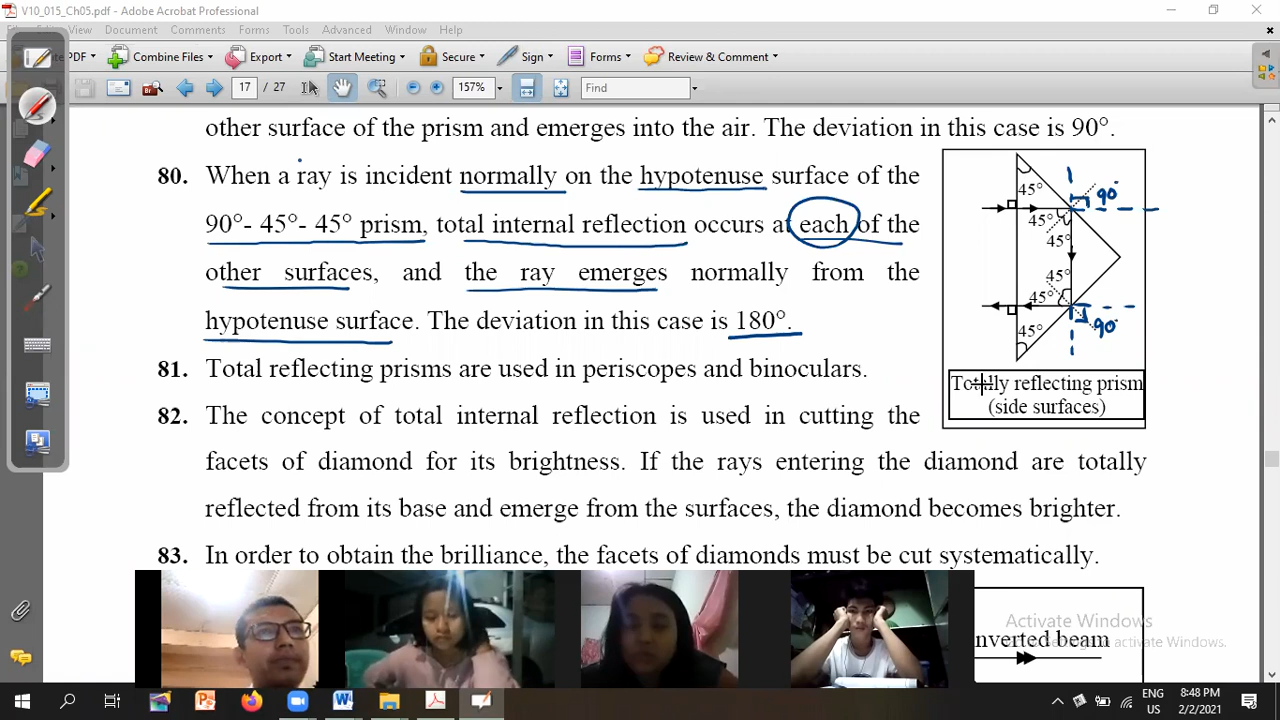 V10_015_Ch05.pdf - Adobe Acrobat Professional
View Document Comments Forms Tools Advanced Window Help
PDF Combine Files Export Start Meeting Secure Sign Forms Review & Comment
17 / 27 157% Find
other surface of the prism and emerges into the air. The deviation in this case is 90°.
80. When a ray is incident normally on the hypotenuse surface of the
90°- 45°- 45° prism, total internal reflection occurs at each of the
other surfaces, and the ray emerges normally from the
hypotenuse surface. The deviation in this case is 180°.
45°
90°
45°
45°
45°
45°
90°
45°
Totally reflecting prism
(side surfaces)
81. Total reflecting prisms are used in periscopes and binoculars.
82. The concept of total internal reflection is used in cutting the
facets of diamond for its brightness. If the rays entering the diamond are totally
reflected from its base and emerge from the surfaces, the diamond becomes brighter.
83. In order to obtain the brilliance, the facets of diamonds must be cut systematically.
Activate Windows
nverted beam
activate Windows.
ENG
US
8:48 PM
2/2/2021